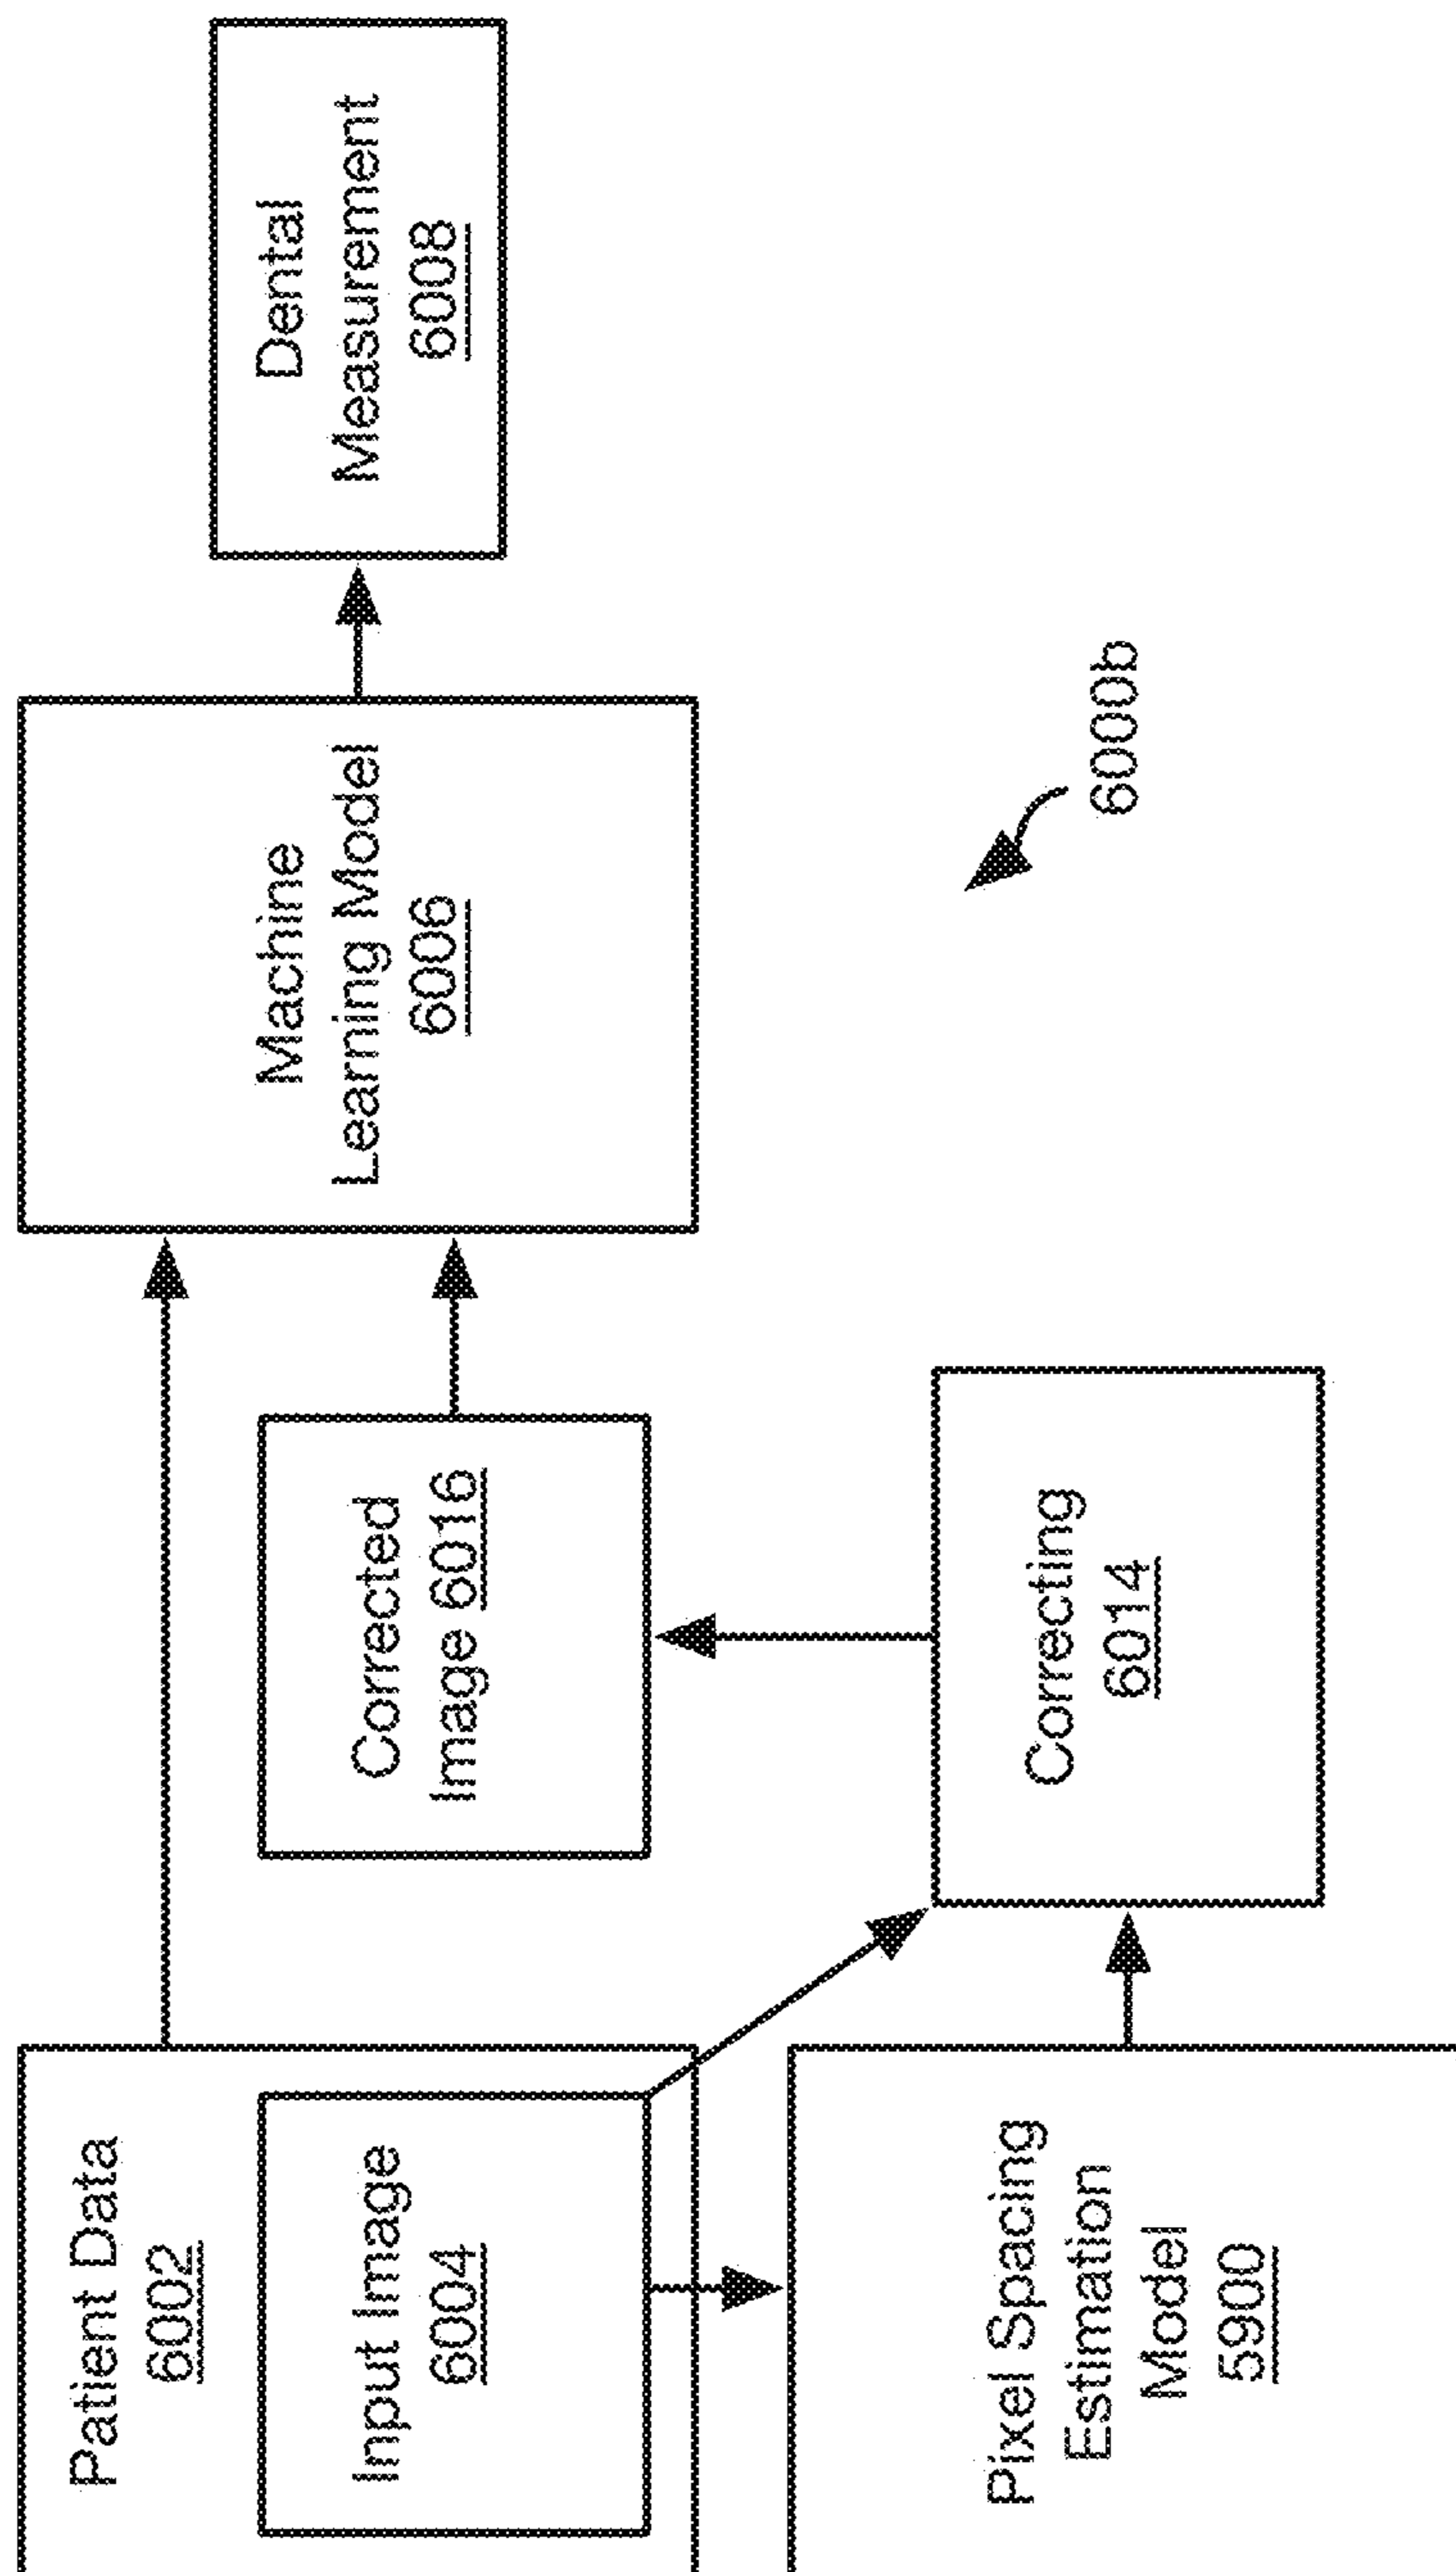 Patient Data
6002
Input Image
6004
Pixel Spacing
Estimation
Model
5900
Corrected
Image 6016
Correcting
6014
Machine
Learning Model
6006
Dental
Measurement
6008
6000b